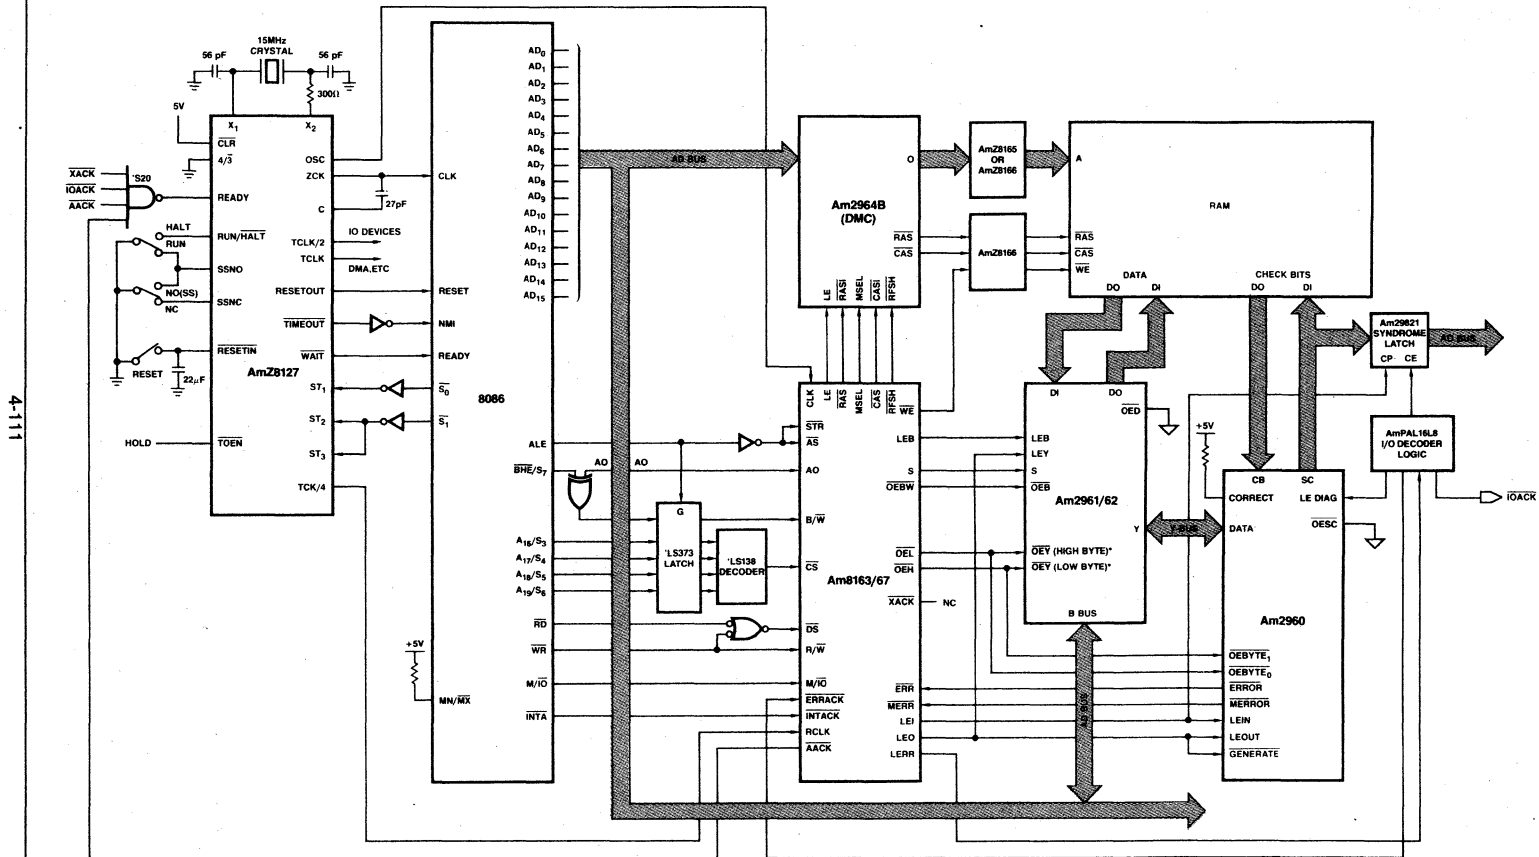 4-111
15MHz
CRYSTAL
56 pF
56 pF
300Ω
5V
X1
X2
CLR
4/3
OSC
ZCK
C
27pF
XACK
IOACK
AACK
'S20
READY
RUN/HALT
HALT
RUN
SSNO
NO(SS)
NC
SSNC
TCLK/2
IO DEVICES
TCLK
DMA,ETC
RESETOUT
TIMEOUT
RESETIN
WAIT
RESET
22µF
AmZ8127
ST1
ST2
ST3
HOLD
TOEN
TCK/4
CLK
RESET
NMI
READY
S0
S1
8086
+5V
MN/MX
AD0
AD1
AD2
AD3
AD4
AD5
AD6
AD7
AD8
AD9
AD10
AD11
AD12
AD13
AD14
AD15
ALE
BHE/S7
A16/S3
A17/S4
A18/S5
A19/S6
RD
WR
M/IO
INTA
AD BUS
AO
AO
G
'LS373
LATCH
'LS138
DECODER
Am2964B
(DMC)
O
RAS
CAS
LE
RASI
MSEL
CASI
RFSH
AmZ8165
OR
AmZ8166
AmZ8166
A
RAM
RAS
CAS
WE
DATA
DO
DI
CHECK BITS
DO
DI
CLK
LE
RAS
MSEL
CAS
RFSH
WE
STR
AS
AO
B/W
CS
Am8163/67
DS
R/W
M/IO
ERRACK
INTACK
RCLK
AACK
LEB
S
OEBW
OEL
OEH
XACK
NC
ERR
MERR
LEI
LEO
LERR
DI
DO
OED
LEB
LEY
S
OEB
Am2961/62
Y
OEY (HIGH BYTE)*
OEY (LOW BYTE)*
B BUS
AD BUS
Y-BUS
Am29821
SYNDROME
LATCH
CP
CE
AD BUS
AmPAL16L8
I/O DECODER
LOGIC
IOACK
+5V
CB
SC
CORRECT
LE DIAG
DATA
OESC
Am2960
OEBYTE1
OEBYTE0
ERROR
MERROR
LEIN
LEOUT
GENERATE